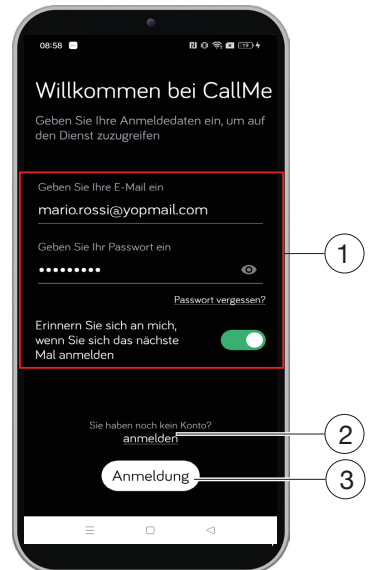 08:58 19
Willkommen bei CallMe
Geben Sie Ihre Anmeldedaten ein, um auf
den Dienst zuzugreifen
Geben Sie Ihre E-Mail ein
mario.rossi@yopmail.com
Geben Sie Ihr Passwort ein
•••••••••
Passwort vergessen?
Erinnern Sie sich an mich,
wenn Sie sich das nächste
Mal anmelden
1
Sie haben noch kein Konto?
anmelden
2
Anmeldung
3